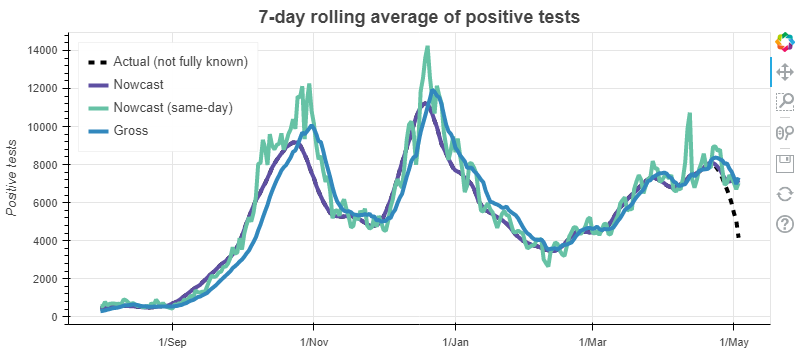 7-day rolling average of positive tests
Actual (not fully known)
Nowcast
Nowcast (same-day)
Gross
Positive tests
14000
12000
10000
8000
6000
4000
2000
0
1/Sep
1/Nov
1/Jan
1/Mar
1/May